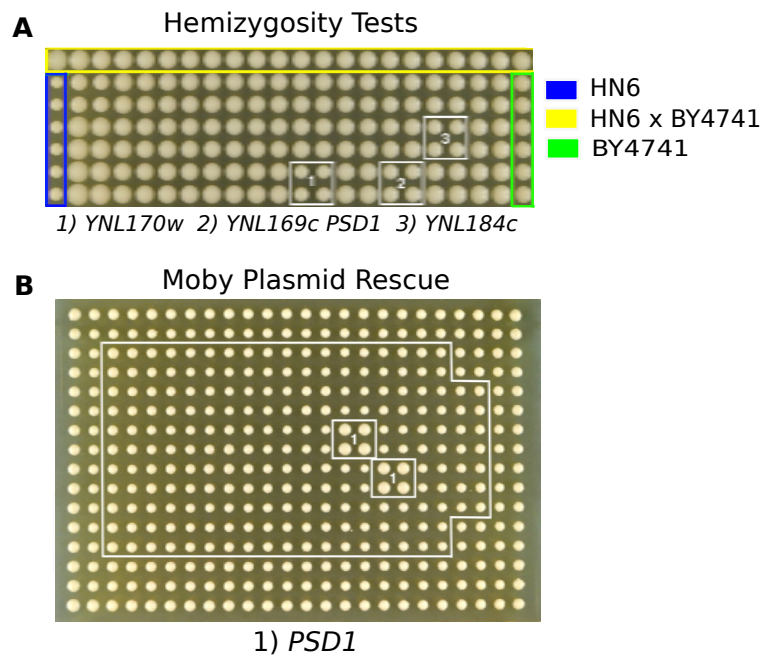 A
Hemizygosity Tests
HN6
HN6 x BY4741
BY4741
3
1
2
1) YNL170w 2) YNL169c PSD1 3) YNL184c
B
Moby Plasmid Rescue
1
1
1) PSD1